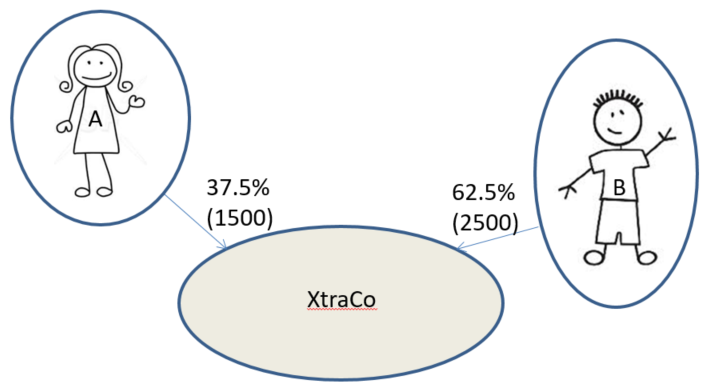 A
B
37.5%
(1500)
62.5%
(2500)
XtraCo